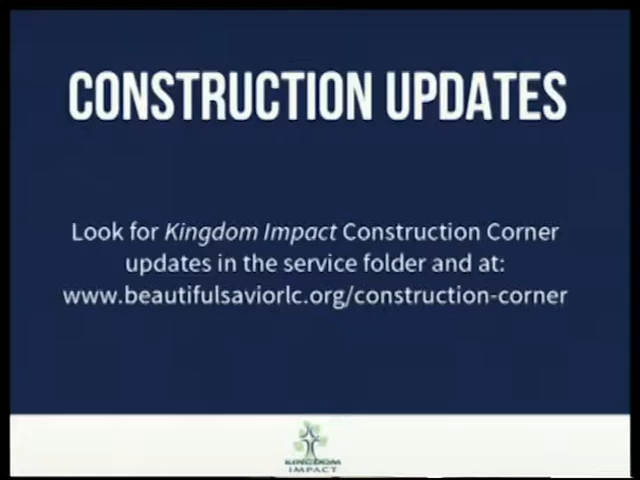 CONSTRUCTION UPDATES
Look for Kingdom Impact Construction Corner
updates in the service folder and at:
www.beautifulsaviorlc.org/construction-corner
KINGDOM
IMPACT